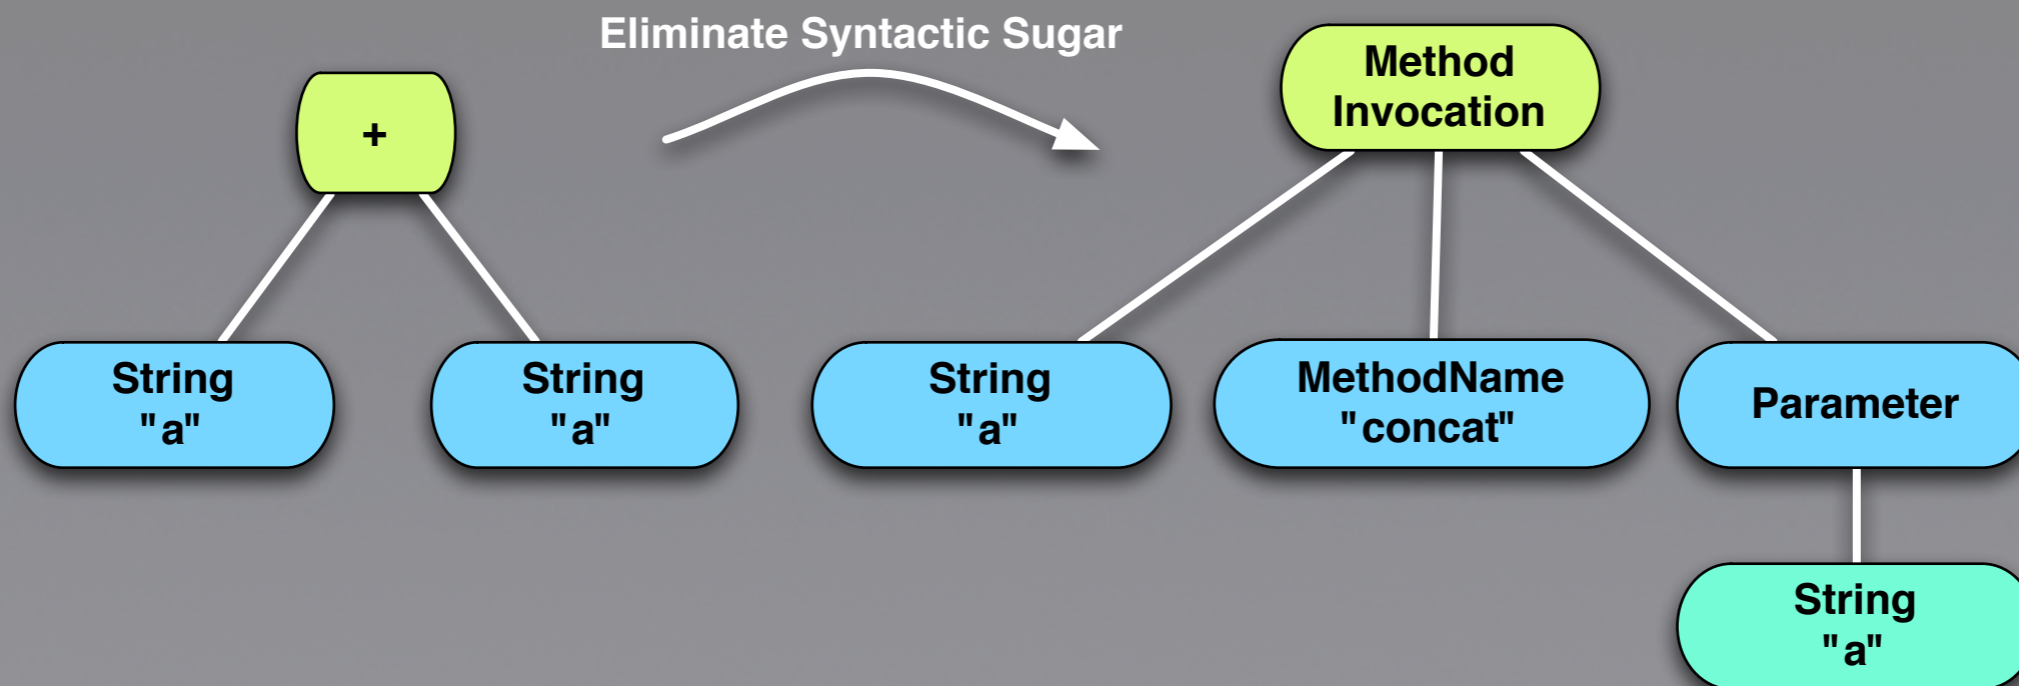 Eliminate Syntactic Sugar
+
String
"a"
String
"a"
Method
Invocation
String
"a"
MethodName
"concat"
Parameter
String
"a"